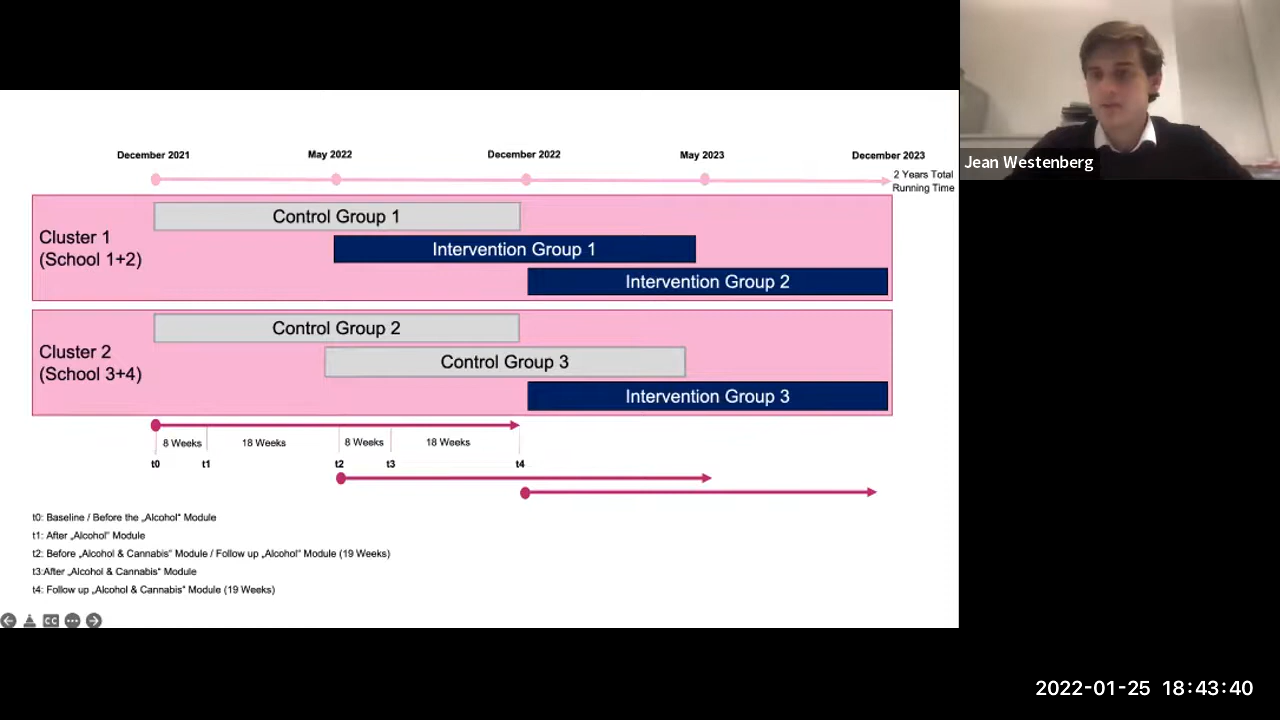 December 2021
May 2022
December 2022
May 2023
December 2023
2 Years Total
Running Time
Jean Westenberg
Control Group 1
Cluster 1
(School 1+2)
Intervention Group 1
Intervention Group 2
Control Group 2
Cluster 2
(School 3+4)
Control Group 3
Intervention Group 3
8 Weeks
18 Weeks
8 Weeks
18 Weeks
t0
t1
t2
t3
t4
t0: Baseline / Before the „Alcohol“ Module
t1: After „Alcohol“ Module
t2: Before „Alcohol & Cannabis“ Module / Follow up „Alcohol“ Module (19 Weeks)
t3:After „Alcohol & Cannabis“ Module
t4: Follow up „Alcohol & Cannabis“ Module (19 Weeks)
CC
2022-01-25 18:43:40